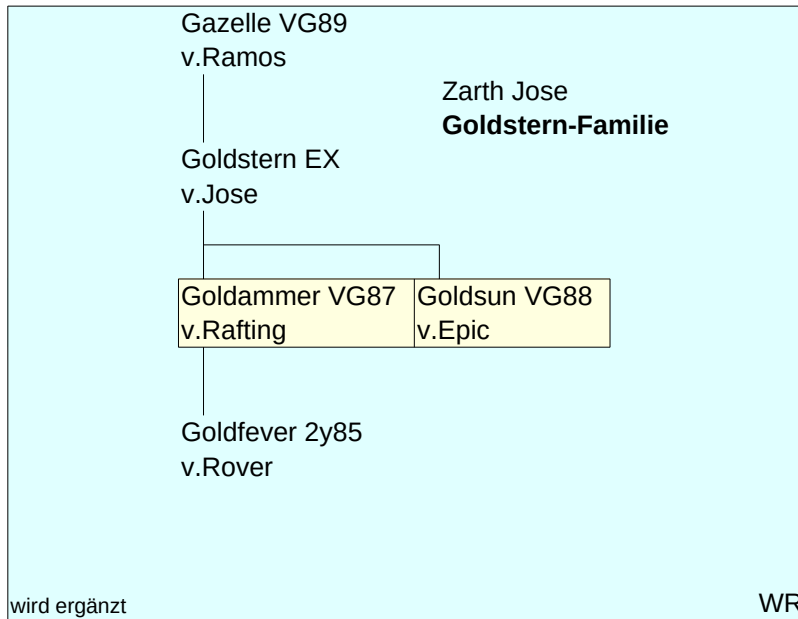 Gazelle VG89
v.Ramos
Zarth Jose
Goldstern-Familie
Goldstern EX
v.Jose
Goldammer VG87
v.Rafting
Goldsun VG88
v.Epic
Goldfever 2y85
v.Rover
wird ergänzt
WR